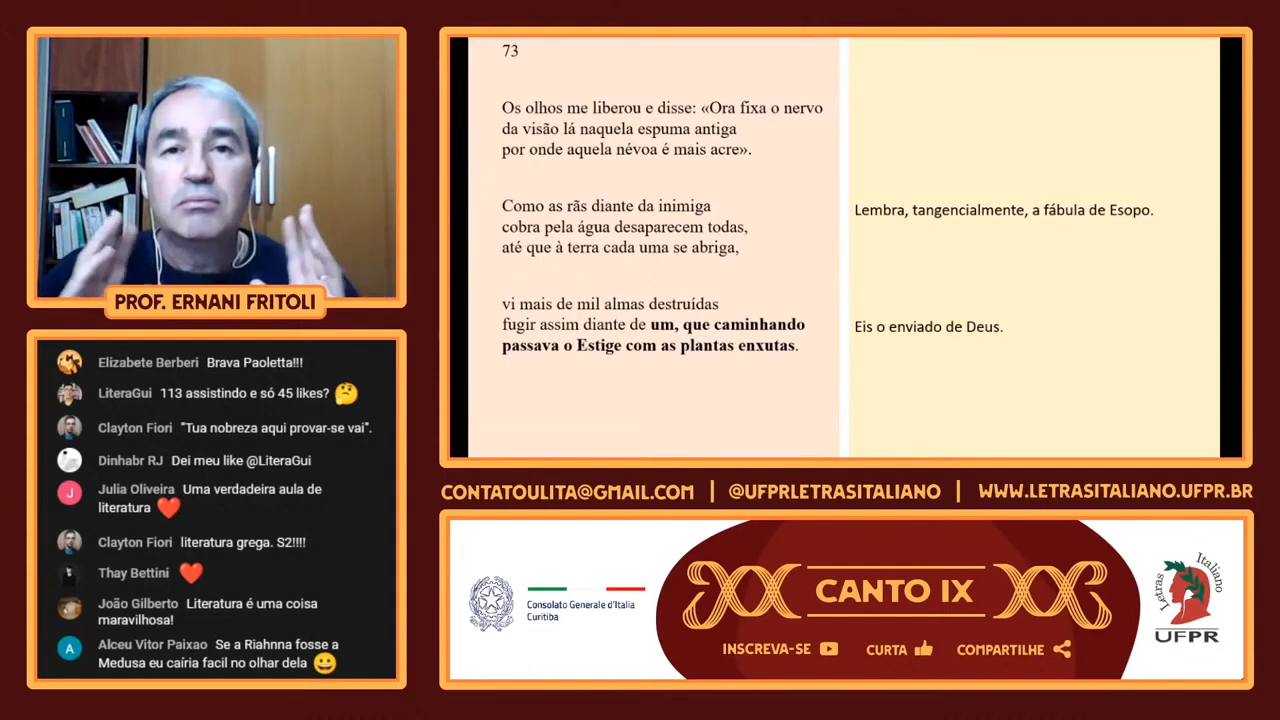 PROF. ERNANI FRITOLI
Elizabete Berberi Brava Paoletta!!!
LiteraGui 113 assistindo e só 45 likes? 🤔
Clayton Fiori "Tua nobreza aqui provar-se vai".
Dinhabr RJ Dei meu like @LiteraGui
J
Julia Oliveira Uma verdadeira aula de
literatura ❤️
Clayton Fiori literatura grega. S2!!!!
Thay Bettini ❤️
João Gilberto Literatura é uma coisa
maravilhosa!
A
Alceu Vitor Paixao Se a Riahnna fosse a
Medusa eu caíria facil no olhar dela 😀
73
Os olhos me liberou e disse: «Ora fixa o nervo
da visão lá naquela espuma antiga
por onde aquela névoa é mais acre».
Como as rãs diante da inimiga
cobra pela água desaparecem todas,
até que à terra cada uma se abriga,
vi mais de mil almas destruídas
fugir assim diante de um, que caminhando
passava o Estige com as plantas enxutas.
Lembra, tangencialmente, a fábula de Esopo.
Eis o enviado de Deus.
CONTATOULITA@GMAIL.COM | @UFPRLETRASITALIANO | WWW.LETRASITALIANO.UFPR.BR
Consolato Generale d'Italia
Curitiba
CANTO IX
INSCREVA-SE CURTA COMPARTILHE
Letras Italiano
UFPR